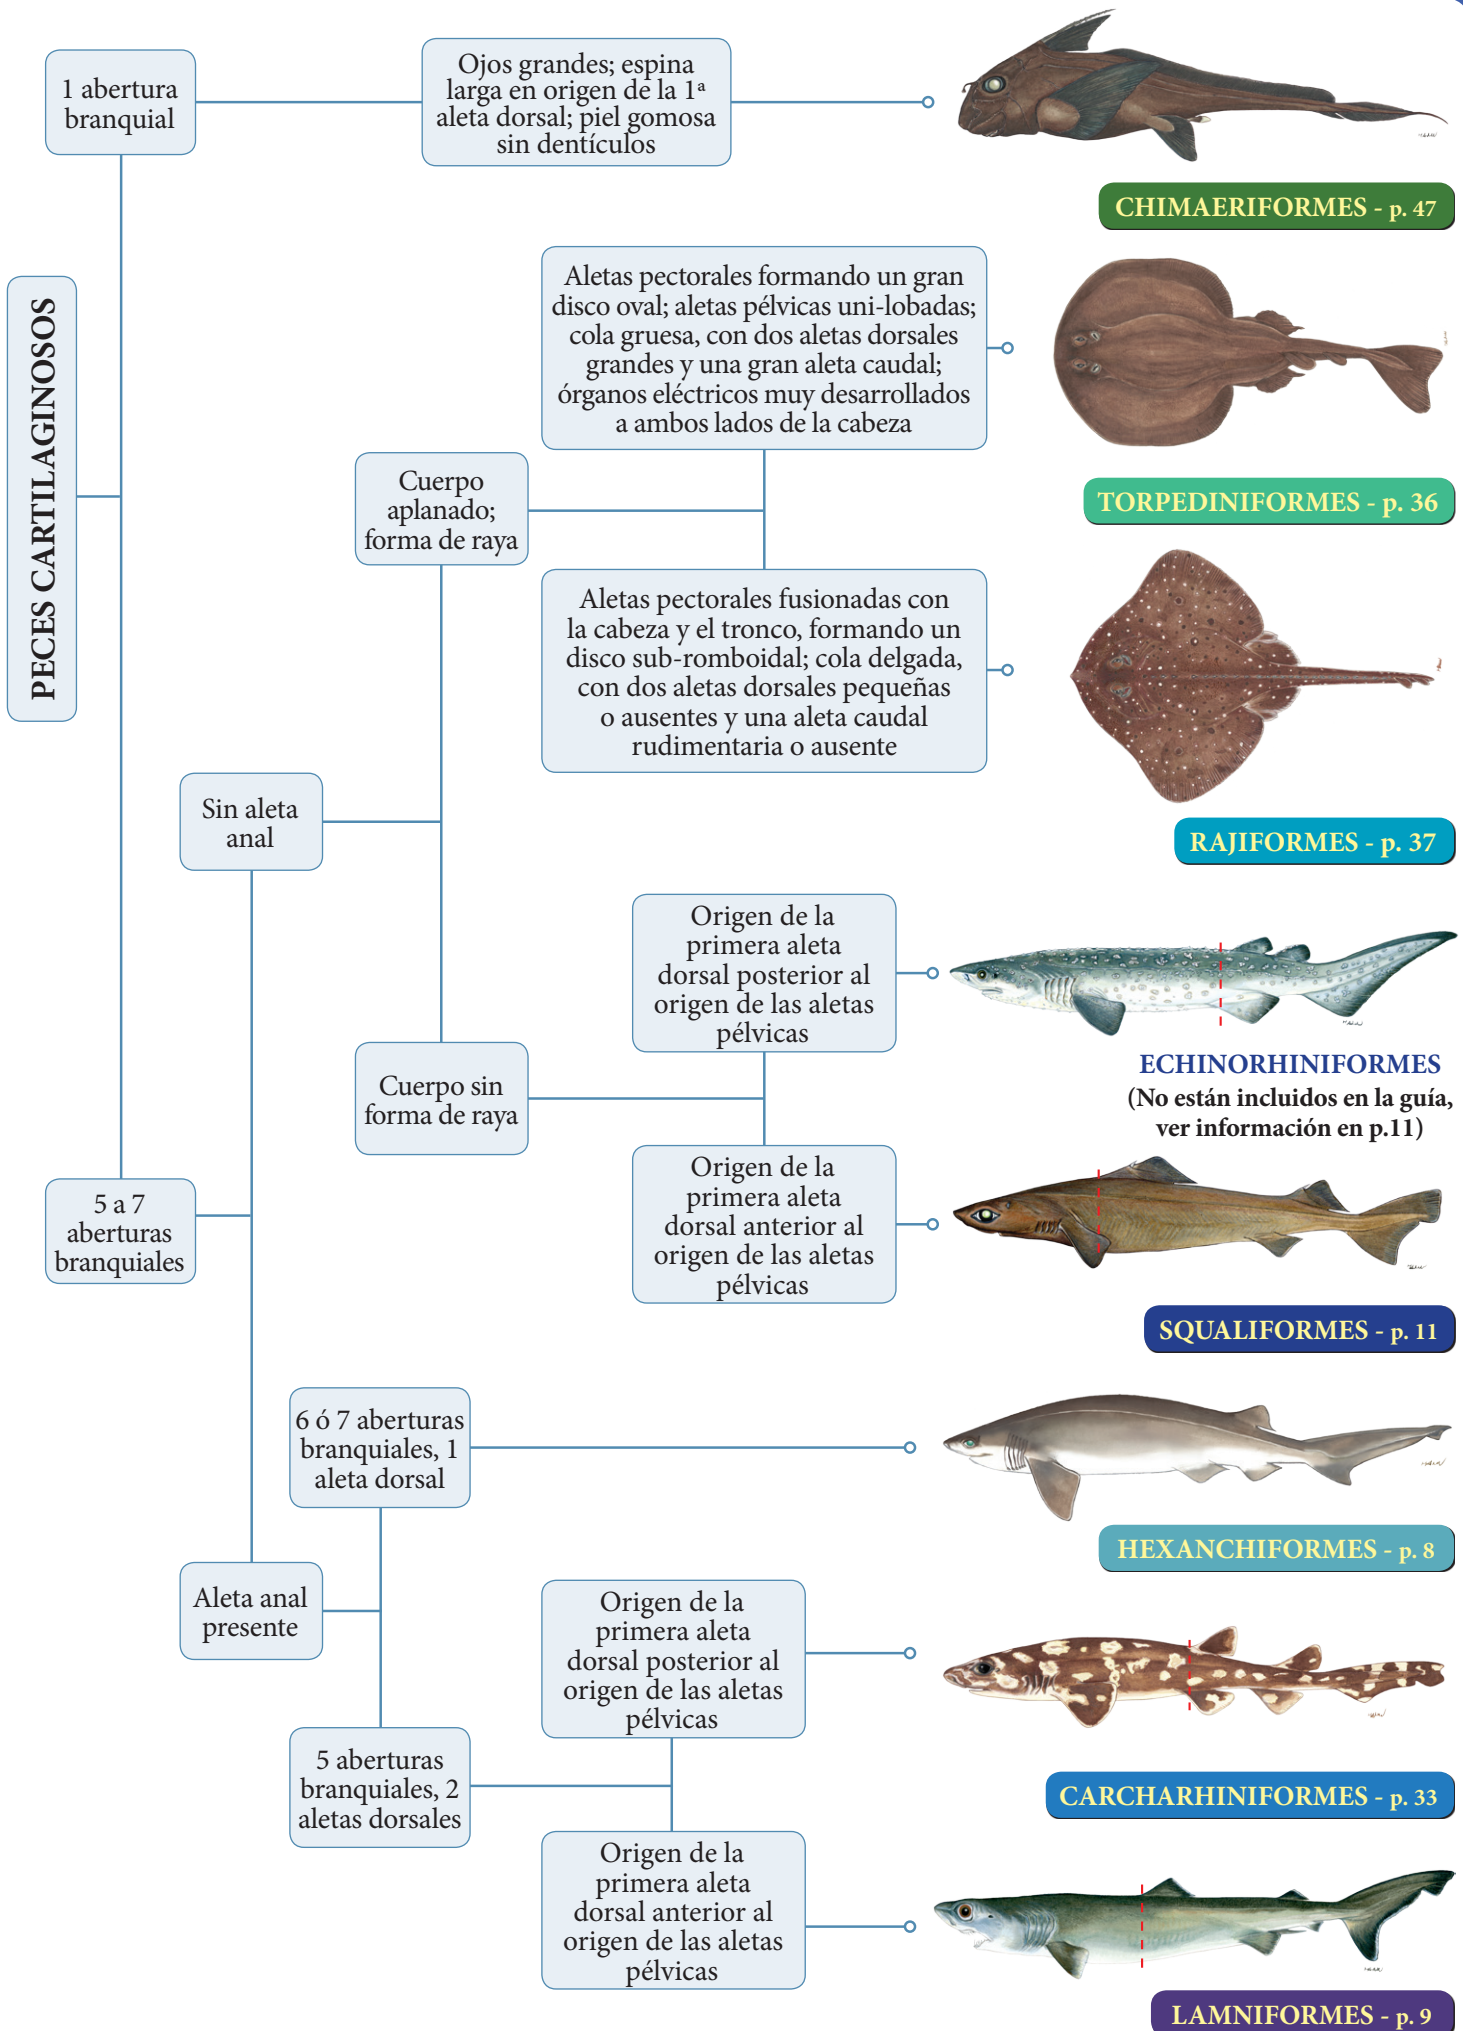 PECES CARTILAGINOSOS
1 abertura
branquial
Ojos grandes; espina
larga en origen de la 1ª
aleta dorsal; piel gomosa
sin dentículos
CHIMAERIFORMES - p. 47
5 a 7
aberturas
branquiales
Sin aleta
anal
Cuerpo
aplanado;
forma de raya
Aletas pectorales formando un gran
disco oval; aletas pélvicas uni-lobadas;
cola gruesa, con dos aletas dorsales
grandes y una gran aleta caudal;
órganos eléctricos muy desarrollados
a ambos lados de la cabeza
TORPEDINIFORMES - p. 36
Aletas pectorales fusionadas con
la cabeza y el tronco, formando un
disco sub-romboidal; cola delgada,
con dos aletas dorsales pequeñas
o ausentes y una aleta caudal
rudimentaria o ausente
RAJIFORMES - p. 37
Cuerpo sin
forma de raya
Origen de la
primera aleta
dorsal posterior al
origen de las aletas
pélvicas
ECHINORHINIFORMES
(No están incluidos en la guía,
ver información en p.11)
Origen de la
primera aleta
dorsal anterior al
origen de las aletas
pélvicas
SQUALIFORMES - p. 11
Aleta anal
presente
6 ó 7 aberturas
branquiales, 1
aleta dorsal
HEXANCHIFORMES - p. 8
5 aberturas
branquiales, 2
aletas dorsales
Origen de la
primera aleta
dorsal posterior al
origen de las aletas
pélvicas
CARCHARHINIFORMES - p. 33
Origen de la
primera aleta
dorsal anterior al
origen de las aletas
pélvicas
LAMNIFORMES - p. 9